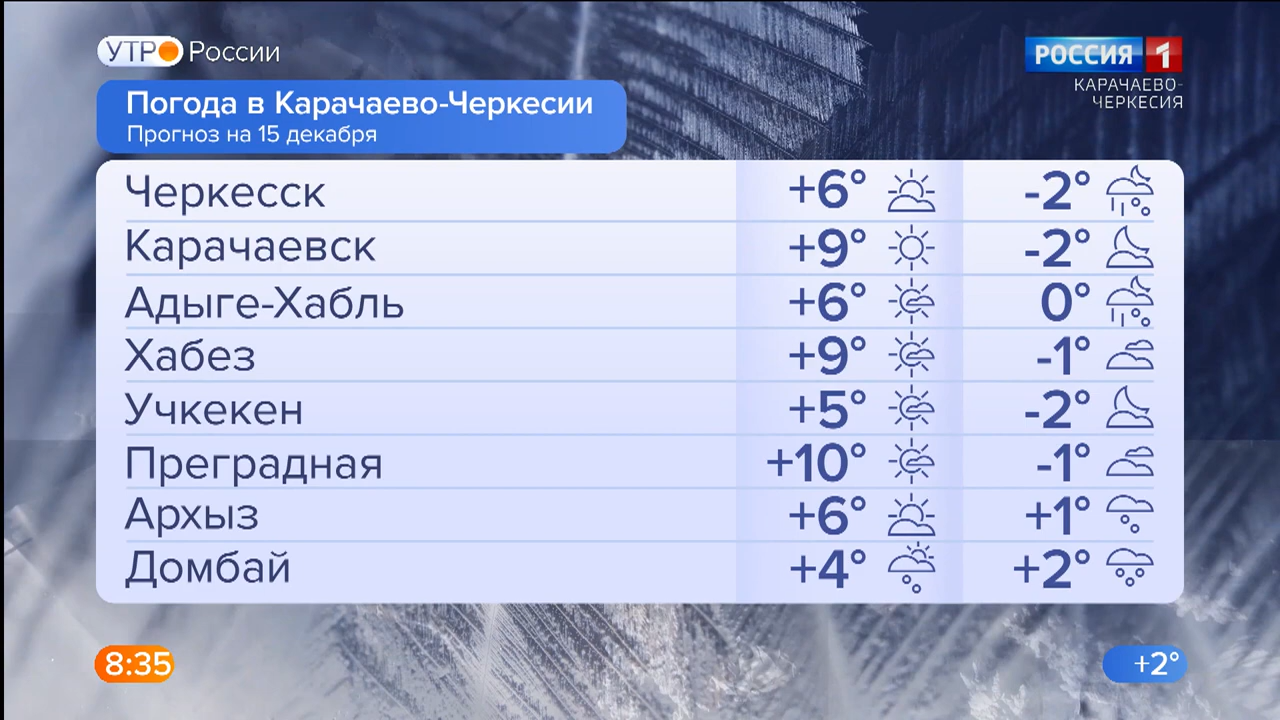 УТРО России
РОССИЯ 1
КАРАЧАЕВО-
ЧЕРКЕСИЯ
Погода в Карачаево-Черкесии
Прогноз на 15 декабря
Черкесск +6° -2°
Карачаевск +9° -2°
Адыге-Хабль +6° 0°
Хабез +9° -1°
Учкекен +5° -2°
Преградная +10° -1°
Архыз +6° +1°
Домбай +4° +2°
8:35 +2°